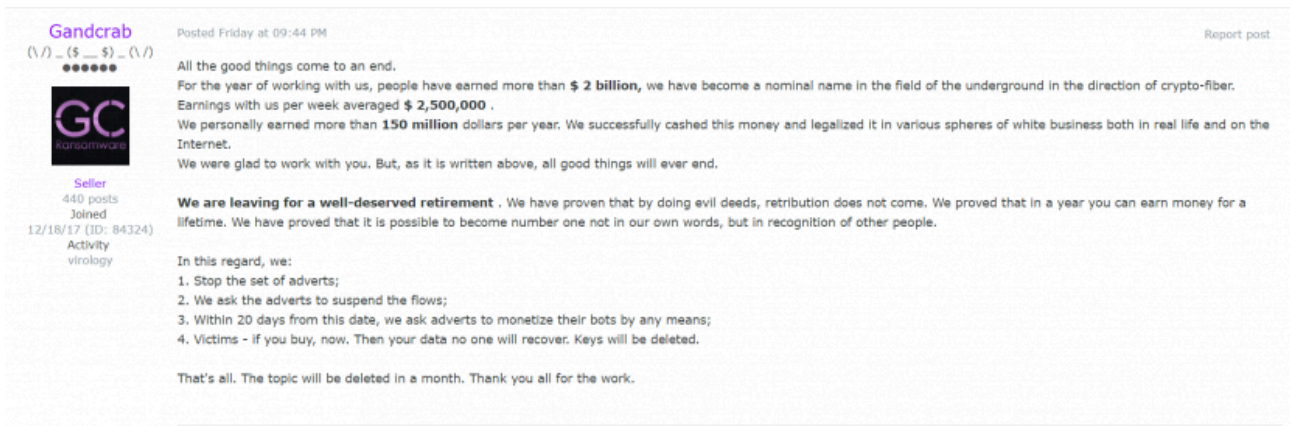 Gandcrab
(\/) _ ($ __ $) _ (\/)
●●●●●●
GC
Ransomware
Seller
440 posts
Joined
12/18/17 (ID: 84324)
Activity
virology
Posted Friday at 09:44 PM
Report post
All the good things come to an end.
For the year of working with us, people have earned more than $ 2 billion, we have become a nominal name in the field of the underground in the direction of crypto-fiber.
Earnings with us per week averaged $ 2,500,000 .
We personally earned more than 150 million dollars per year. We successfully cashed this money and legalized it in various spheres of white business both in real life and on the
Internet.
We were glad to work with you. But, as it is written above, all good things will ever end.
We are leaving for a well-deserved retirement . We have proven that by doing evil deeds, retribution does not come. We proved that in a year you can earn money for a
lifetime. We have proved that it is possible to become number one not in our own words, but in recognition of other people.
In this regard, we:
1. Stop the set of adverts;
2. We ask the adverts to suspend the flows;
3. Within 20 days from this date, we ask adverts to monetize their bots by any means;
4. Victims - if you buy, now. Then your data no one will recover. Keys will be deleted.
That's all. The topic will be deleted in a month. Thank you all for the work.